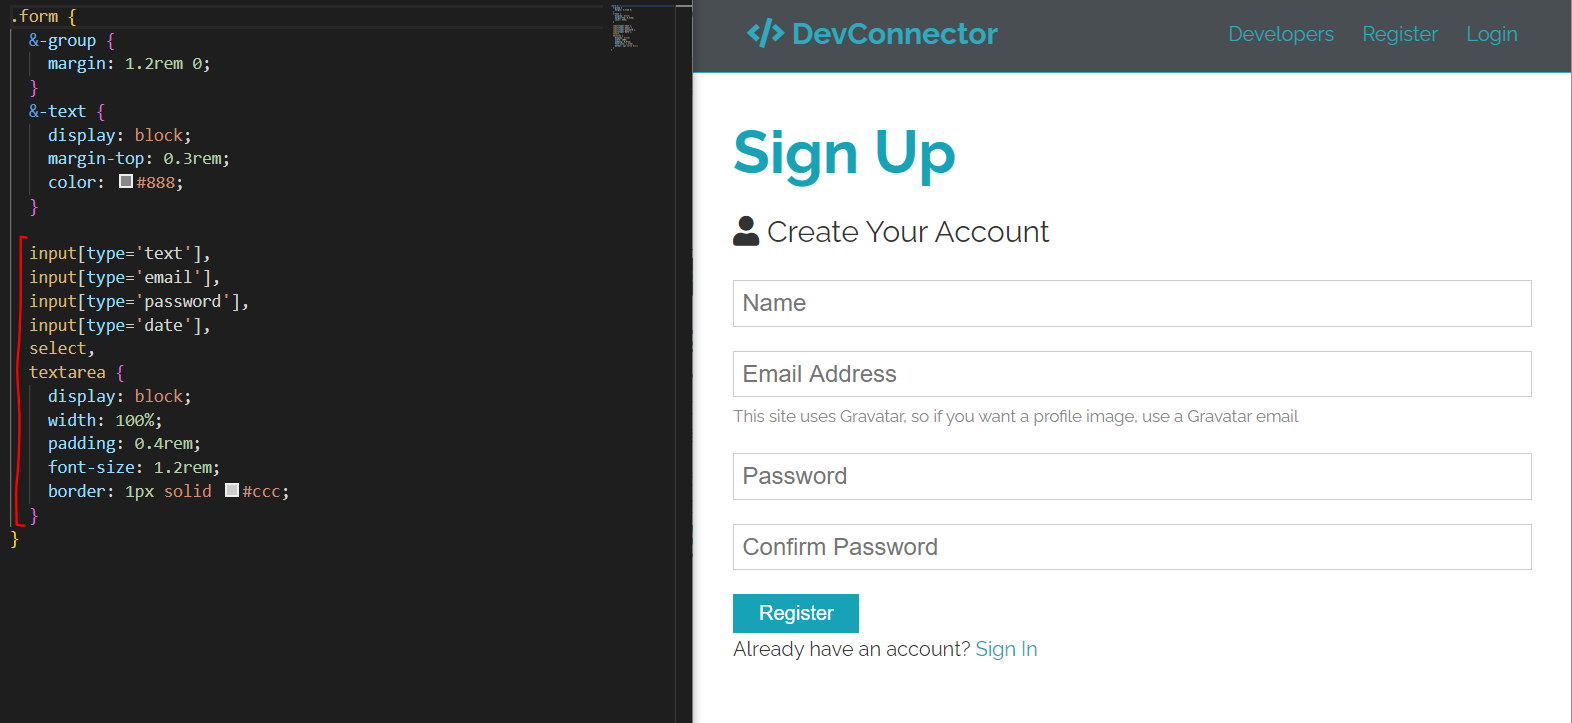 .form {
&-group {
margin: 1.2rem 0;
}
&-text {
display: block;
margin-top: 0.3rem;
color: #888;
}
input[type='text'],
input[type='email'],
input[type='password'],
input[type='date'],
select,
textarea {
display: block;
width: 100%;
padding: 0.4rem;
font-size: 1.2rem;
border: 1px solid #ccc;
}
}
</> DevConnector
Developers Register Login
Sign Up
Create Your Account
Name
Email Address
This site uses Gravatar, so if you want a profile image, use a Gravatar email
Password
Confirm Password
Register
Already have an account? Sign In